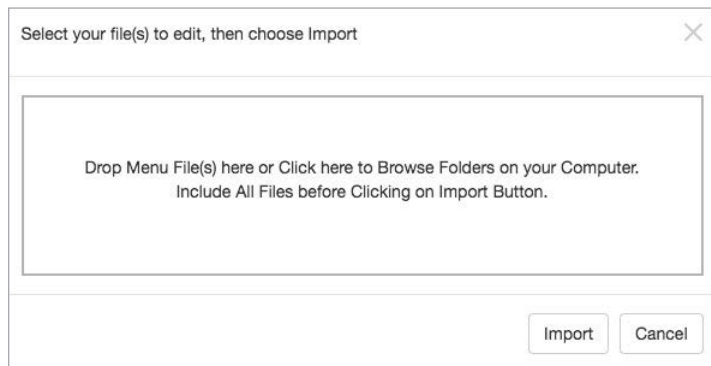 Select your file(s) to edit, then choose Import
Drop Menu File(s) here or Click here to Browse Folders on your Computer.
Include All Files before Clicking on Import Button.
Import
Cancel